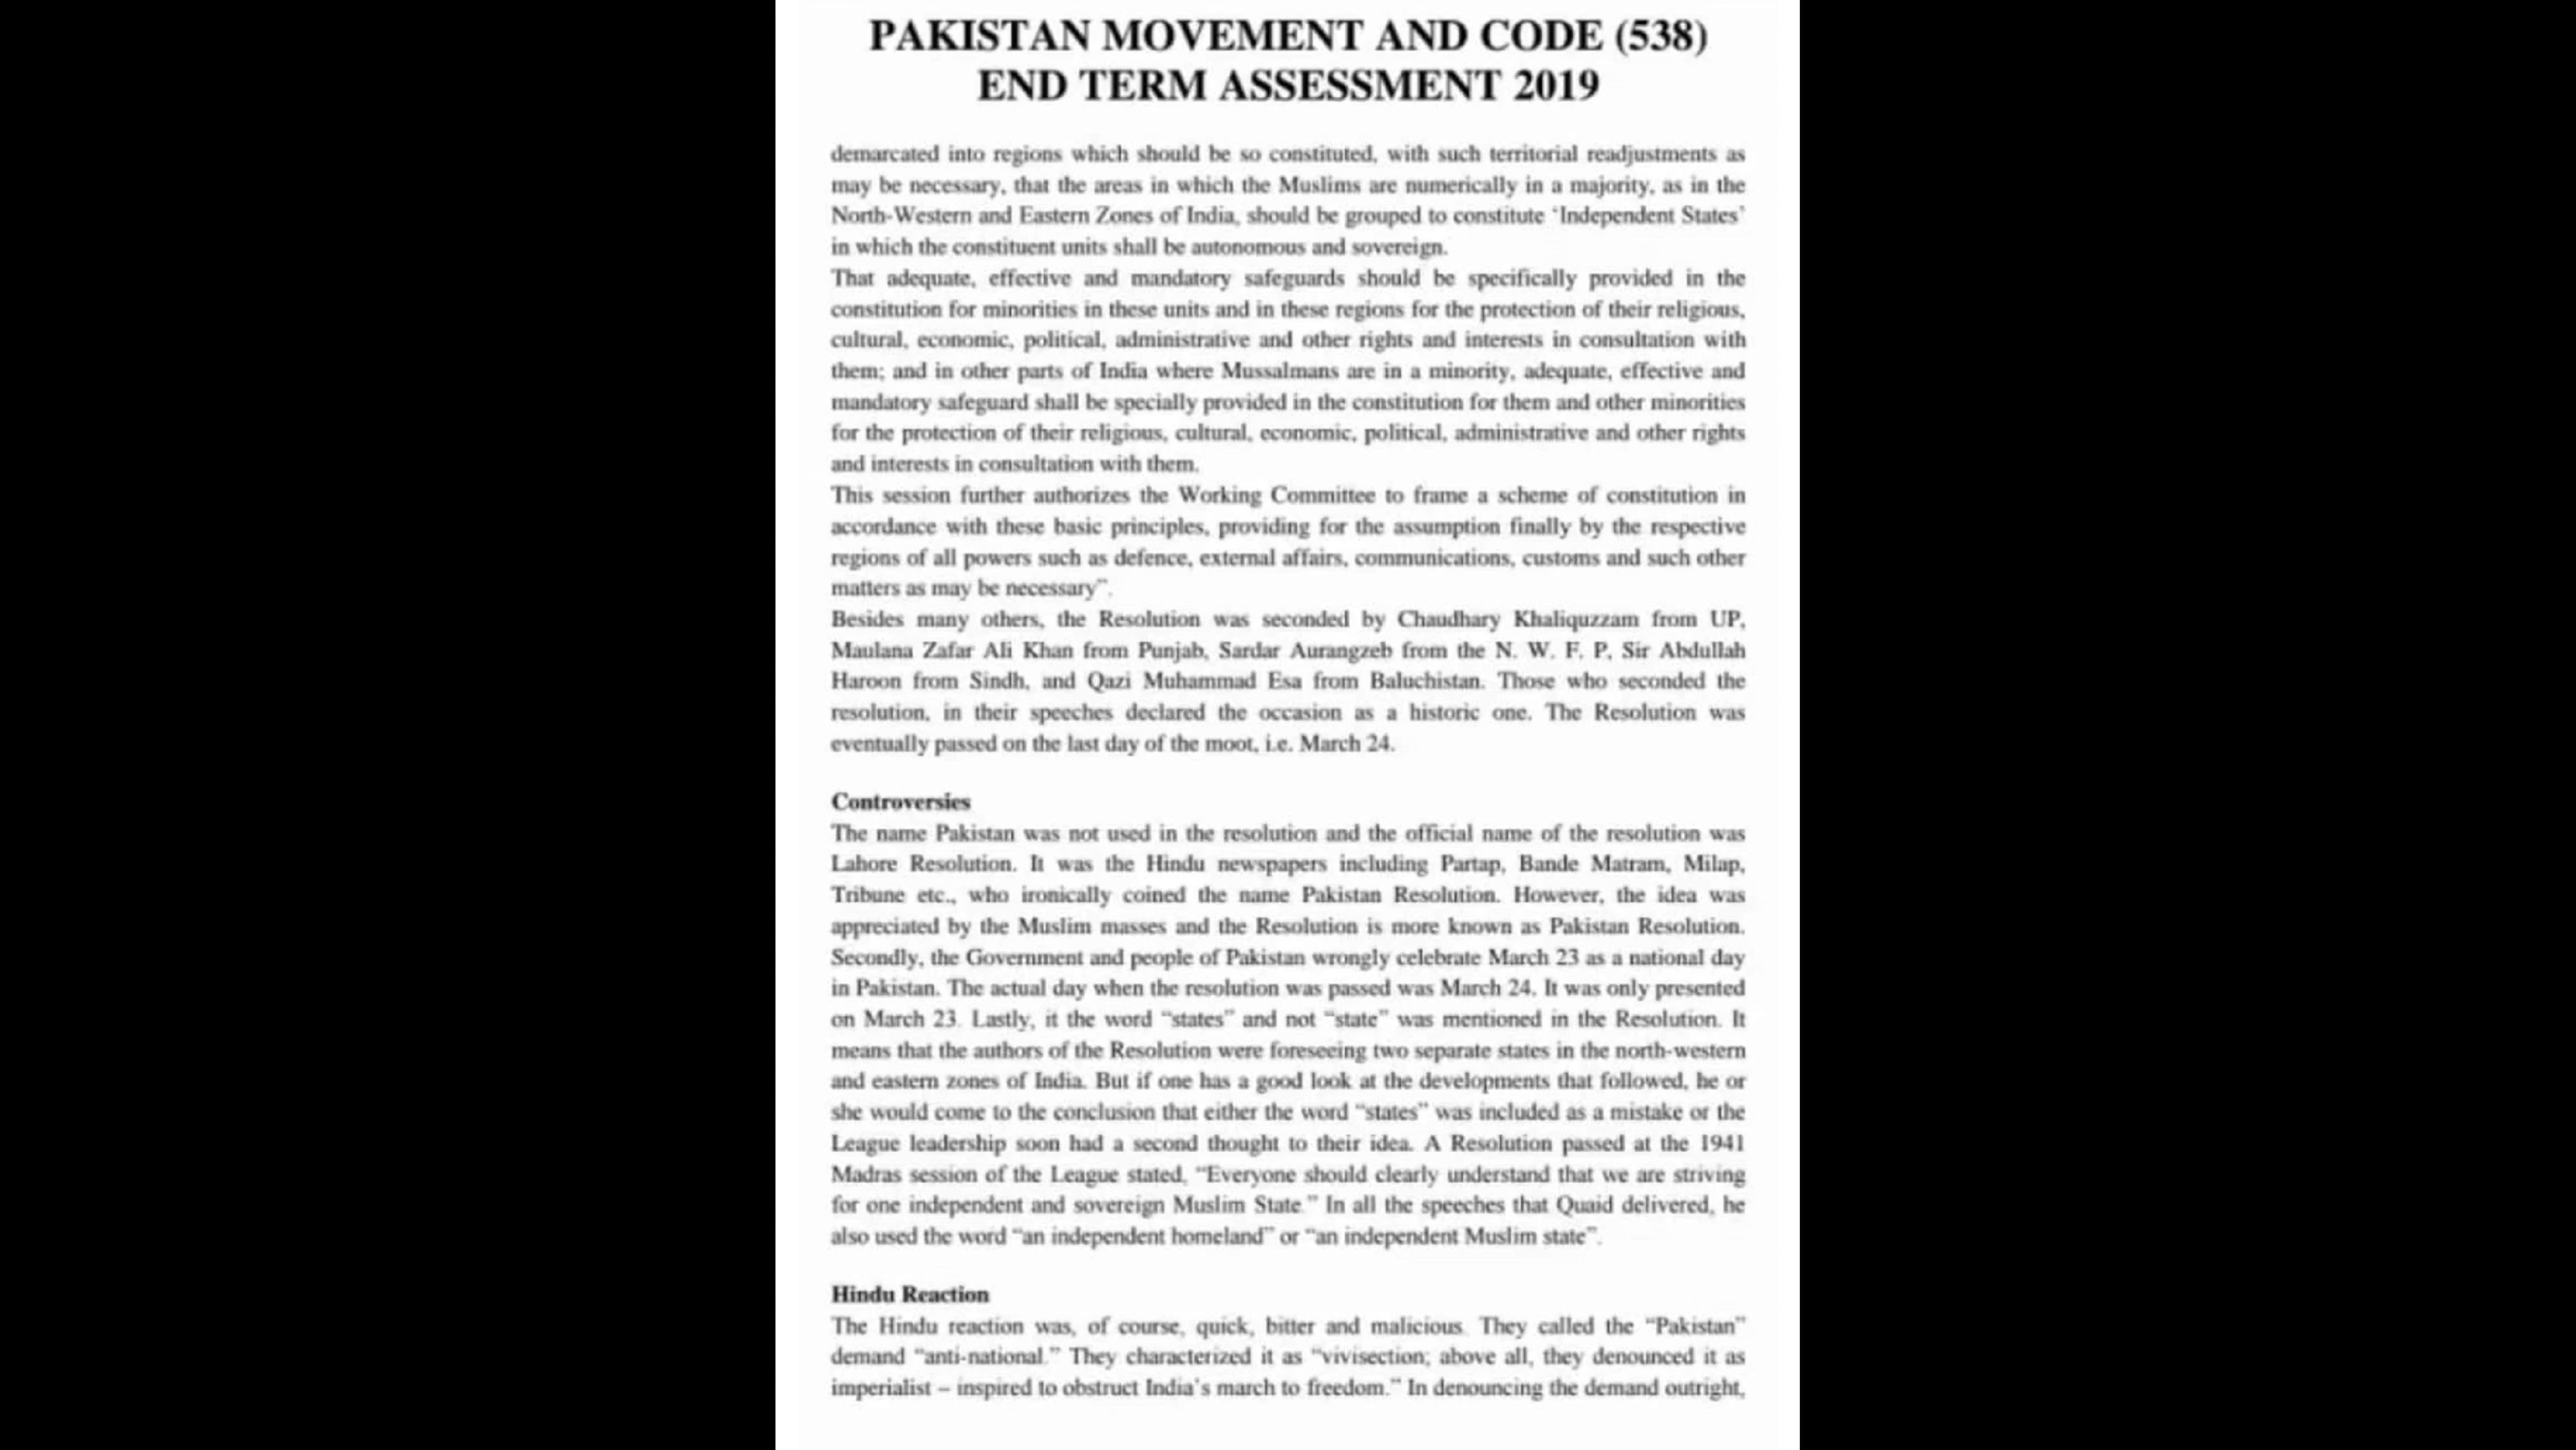 PAKISTAN MOVEMENT AND CODE (538)
END TERM ASSESSMENT 2019
demarcated into regions which should be so constituted, with such territorial readjustments as
may be necessary, that the areas in which the Muslims are numerically in a majority, as in the
North-Western and Eastern Zones of India, should be grouped to constitute ‘Independent States’
in which the constituent units shall be autonomous and sovereign.
That adequate, effective and mandatory safeguards should be specifically provided in the
constitution for minorities in these units and in these regions for the protection of their religious,
cultural, economic, political, administrative and other rights and interests in consultation with
them; and in other parts of India where Mussalmans are in a minority, adequate, effective and
mandatory safeguard shall be specially provided in the constitution for them and other minorities
for the protection of their religious, cultural, economic, political, administrative and other rights
and interests in consultation with them.
This session further authorizes the Working Committee to frame a scheme of constitution in
accordance with these basic principles, providing for the assumption finally by the respective
regions of all powers such as defence, external affairs, communications, customs and such other
matters as may be necessary”.
Besides many others, the Resolution was seconded by Chaudhary Khaliquzzam from UP,
Maulana Zafar Ali Khan from Punjab, Sardar Aurangzeb from the N. W. F. P, Sir Abdullah
Haroon from Sindh, and Qazi Muhammad Esa from Baluchistan. Those who seconded the
resolution, in their speeches declared the occasion as a historic one. The Resolution was
eventually passed on the last day of the moot, i.e. March 24.
Controversies
The name Pakistan was not used in the resolution and the official name of the resolution was
Lahore Resolution. It was the Hindu newspapers including Partap, Bande Matram, Milap,
Tribune etc., who ironically coined the name Pakistan Resolution. However, the idea was
appreciated by the Muslim masses and the Resolution is more known as Pakistan Resolution.
Secondly, the Government and people of Pakistan wrongly celebrate March 23 as a national day
in Pakistan. The actual day when the resolution was passed was March 24. It was only presented
on March 23. Lastly, it the word “states” and not “state” was mentioned in the Resolution. It
means that the authors of the Resolution were foreseeing two separate states in the north-western
and eastern zones of India. But if one has a good look at the developments that followed, he or
she would come to the conclusion that either the word “states” was included as a mistake or the
League leadership soon had a second thought to their idea. A Resolution passed at the 1941
Madras session of the League stated, “Everyone should clearly understand that we are striving
for one independent and sovereign Muslim State.” In all the speeches that Quaid delivered, he
also used the word “an independent homeland” or “an independent Muslim state”.
Hindu Reaction
The Hindu reaction was, of course, quick, bitter and malicious. They called the “Pakistan”
demand “anti-national.” They characterized it as “vivisection; above all, they denounced it as
imperialist – inspired to obstruct India’s march to freedom.” In denouncing the demand outright,